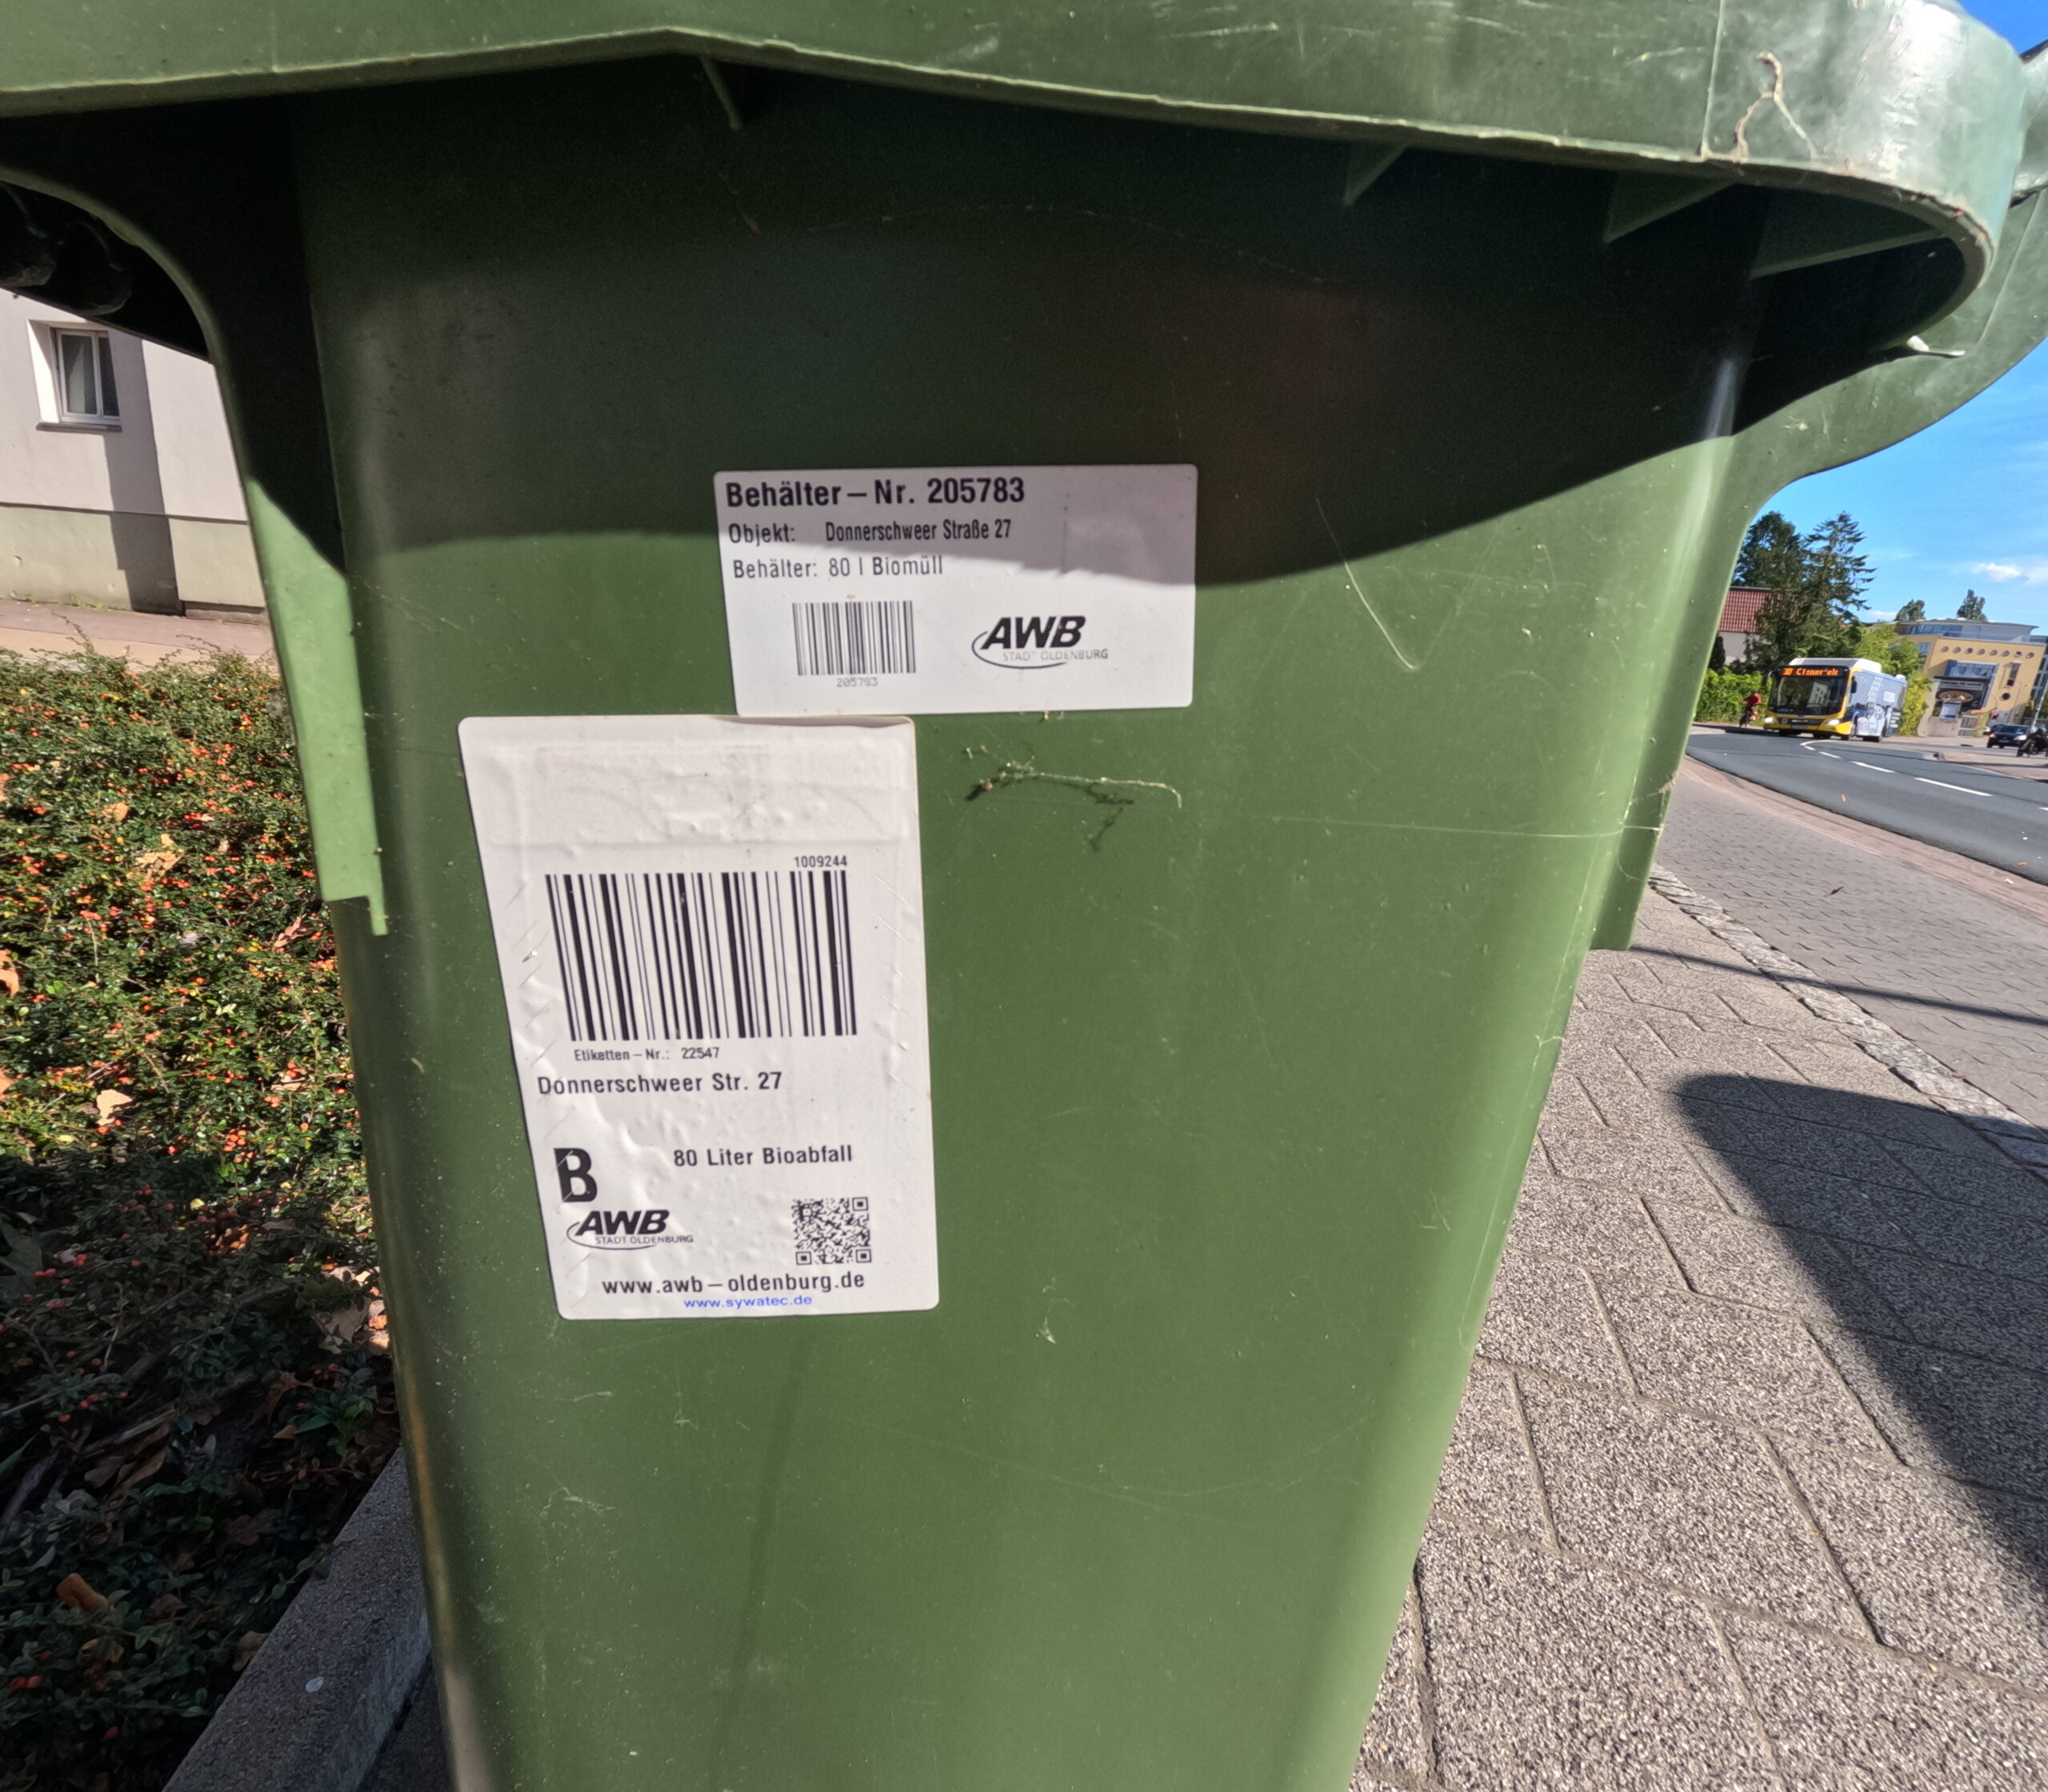 Behälter – Nr. 205783
Objekt: Donnerschweer Straße 27
Behälter: 80 l Biomüll
205783
AWB
STADT OLDENBURG
1009244
Etiketten – Nr.: 22547
Donnerschweer Str. 27
B
80 Liter Bioabfall
AWB
STADT OLDENBURG
www.awb – oldenburg.de
www.sywatec.de